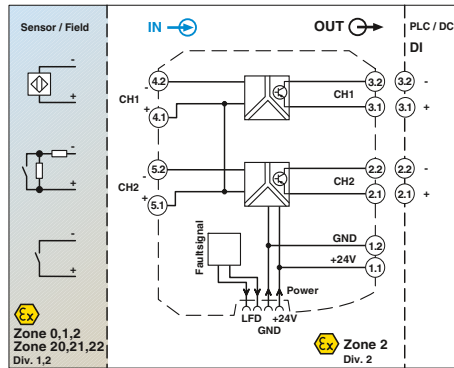 Sensor / Field
IN
OUT
PLC / DC
DI
-
+
-
+
-
+
4.2
-
CH1
+
4.1
3.2
CH1
3.1
3.2
-
3.1
+
5.2
-
CH2
+
5.1
2.2
CH2
2.1
2.2
-
2.1
+
Faultsignal
GND
1.2
+24V
1.1
Power
LFD
+24V
GND
Ex
Zone 0,1,2
Zone 20,21,22
Div. 1,2
Ex
Zone 2
Div. 2